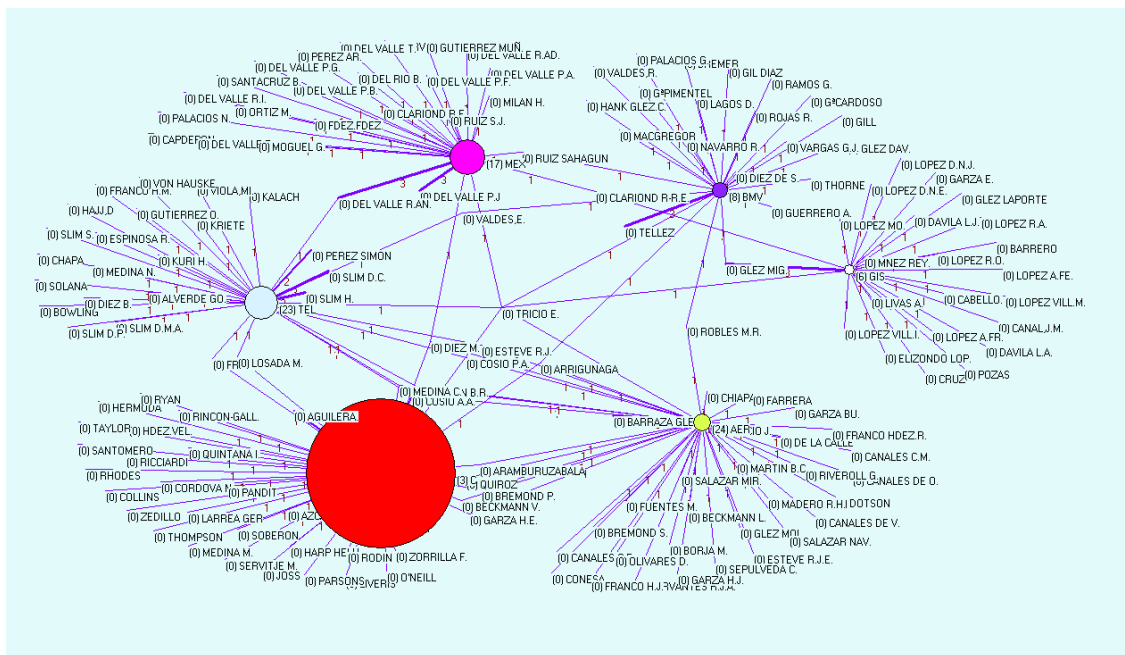 (0) GUTIERREZ MUÑ.
(0) DEL VALLE R.AD.
(0) PEREZ AR.
(0) DEL VALLE P.G.
(0) DEL RIO B.
(0) DEL VALLE P.F.
(0) DEL VALLE P.A.
(0) SANTACRUZ B.
(0) DEL VALLE P.B.
(0) MILAN H.
(0) DEL VALLE R.I.
(0) ORTIZ M.
(0) CLARIOND R.E.
(0) RUIZ S.J.
(0) PALACIOS N.
(0) FDEZ.FDEZ.
(0) DEL VALLE
(0) MOGUEL G.
(17) MEX
(0) RUIZ SAHAGUN
(0) DEL VALLE R.AN.
(0) DEL VALLE P.J
(0) VALDES,E.
(0) PALACIOS G.
(0) VALDES,R.
(0) GIL DIAZ
(0) GªPIMENTEL
(0) RAMOS G.
(0) HANK GLEZ.C.
(0) LAGOS D.
(0) GªCARDOSO
(0) ROJAS R.
(0) GILL
(0) MACGREGOR
(0) NAVARRO R.
(0) VARGAS G.J.
GLEZ DAV.
(0) DIEZ DE S.
(0) THORNE
(8) BMV
(0) CLARIOND R-R.E.
(0) GUERRERO A.
(0) TELLEZ
(0) LOPEZ D.N.J.
(0) GARZA E.
(0) LOPEZ D.N.E.
(0) GLEZ LAPORTE
(0) LOPEZ MO.
(0) DAVILA L.J.
(0) LOPEZ R.A.
(0) BARRERO
(0) MNEZ REY.
(0) LOPEZ R.O.
(0) GLEZ MIG.
(6) GIS
(0) LOPEZ A.FE.
(0) CABELLO.
(0) LIVAS A.
(0) LOPEZ VILL.M.
(0) LOPEZ VILL.I.
(0) LOPEZ A.FR.
(0) CANAL,J.M.
(0) ELIZONDO LOP.
(0) DAVILA L.A.
(0) CRUZ
(0) POZAS
(0) VON HAUSKE
(0) FRANCO H.M.
(0) VIOLA,MI.
(0) KALACH
(0) HAJJ,D
(0) GUTIERREZ O.
(0) KRIETE
(0) SLIM S.
(0) ESPINOSA R.
(0) PEREZ SIMON
(0) CHAPA.
(0) MEDINA N.
(0) KURI H.
(0) SLIM D.C.
(0) SOLANA
(0) DIEZ B.
(0) ALVERDE GO.
(0) SLIM H.
(0) BOWLING
(23) TEL
(0) SLIM D.P.
(0) SLIM D.M.A.
(0) LOSADA M.
(0) TRICIO E.
(0) ROBLES M.R.
(0) DIEZ M.
(0) ESTEVE R.J.
(0) COSIO P.A.
(0) ARRIGUNAGA
(0) COSIO A.A.
(0) AGUILERA.
(0) RYAN
(0) HERMODA
(0) RINCON-GALL.
(0) TAYLOR
(0) HDEZ.VEL.
(0) SANTOMERO
(0) QUINTANA I.
(0) RICCIARDI
(0) RHODES
(0) CORDOVA
(0) PANDIT
(0) COLLINS
(0) ZEDILLO
(0) LARREA GER
(0) THOMPSON
(0) SOBERON.
(0) MEDINA M.
(0) HARP
(0) SERVITJE M.
(0) JOSS
(0) PARSONS
(0) RODIN
(0) ZORRILLA F.
(0) O'NEILL
(0) ARAMBURUZABALA
(0) QUIROZ
(0) BREMOND P.
(0) BECKMANN V.
(0) GARZA H.E.
(0) BARRAZA GLE
(24) AER
(0) CHIAPA
(0) FARRERA
(0) GARZA BU.
(0) FRANCO HDEZ.R.
(0) DE LA CALLE
(0) CANALES C.M.
(0) MARTIN B.C
(0) RIVEROLL G.
(0) CANALES DE O.
(0) SALAZAR MIR.
(0) MADERO R.H.
DOTSON
(0) FUENTES M.
(0) BECKMANN L.
(0) CANALES DE V.
(0) BREMOND S.
(0) GLEZ MOI
(0) SALAZAR NAV.
(0) BORJA M.
(0) ESTEVE R.J.E.
(0) OLIVARES D.
(0) SEPULVEDA C.
(0) CONESA
(0) FRANCO H.J.
(0) GARZA H.J.